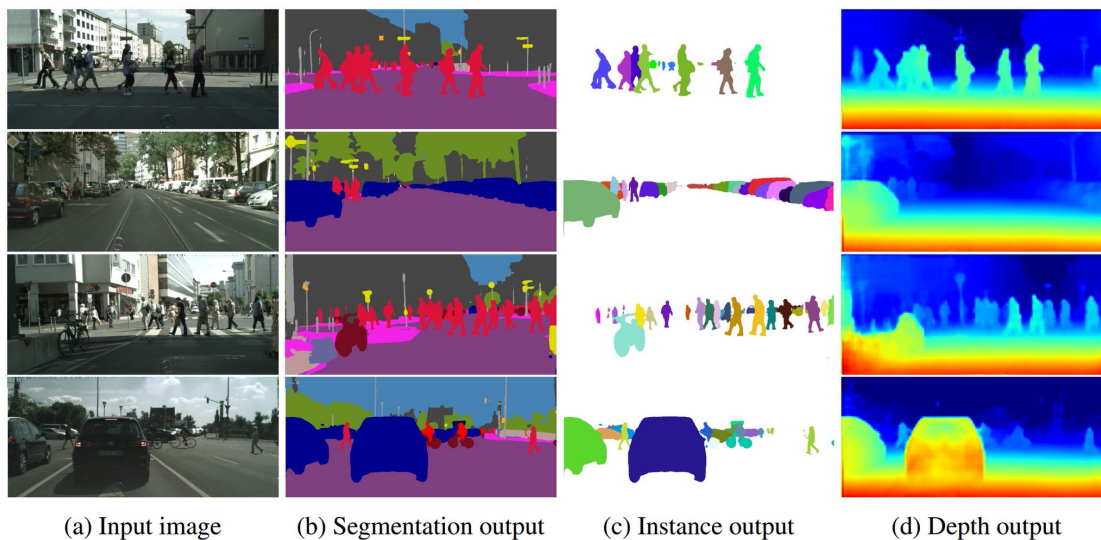 (a) Input image
(b) Segmentation output
(c) Instance output
(d) Depth output